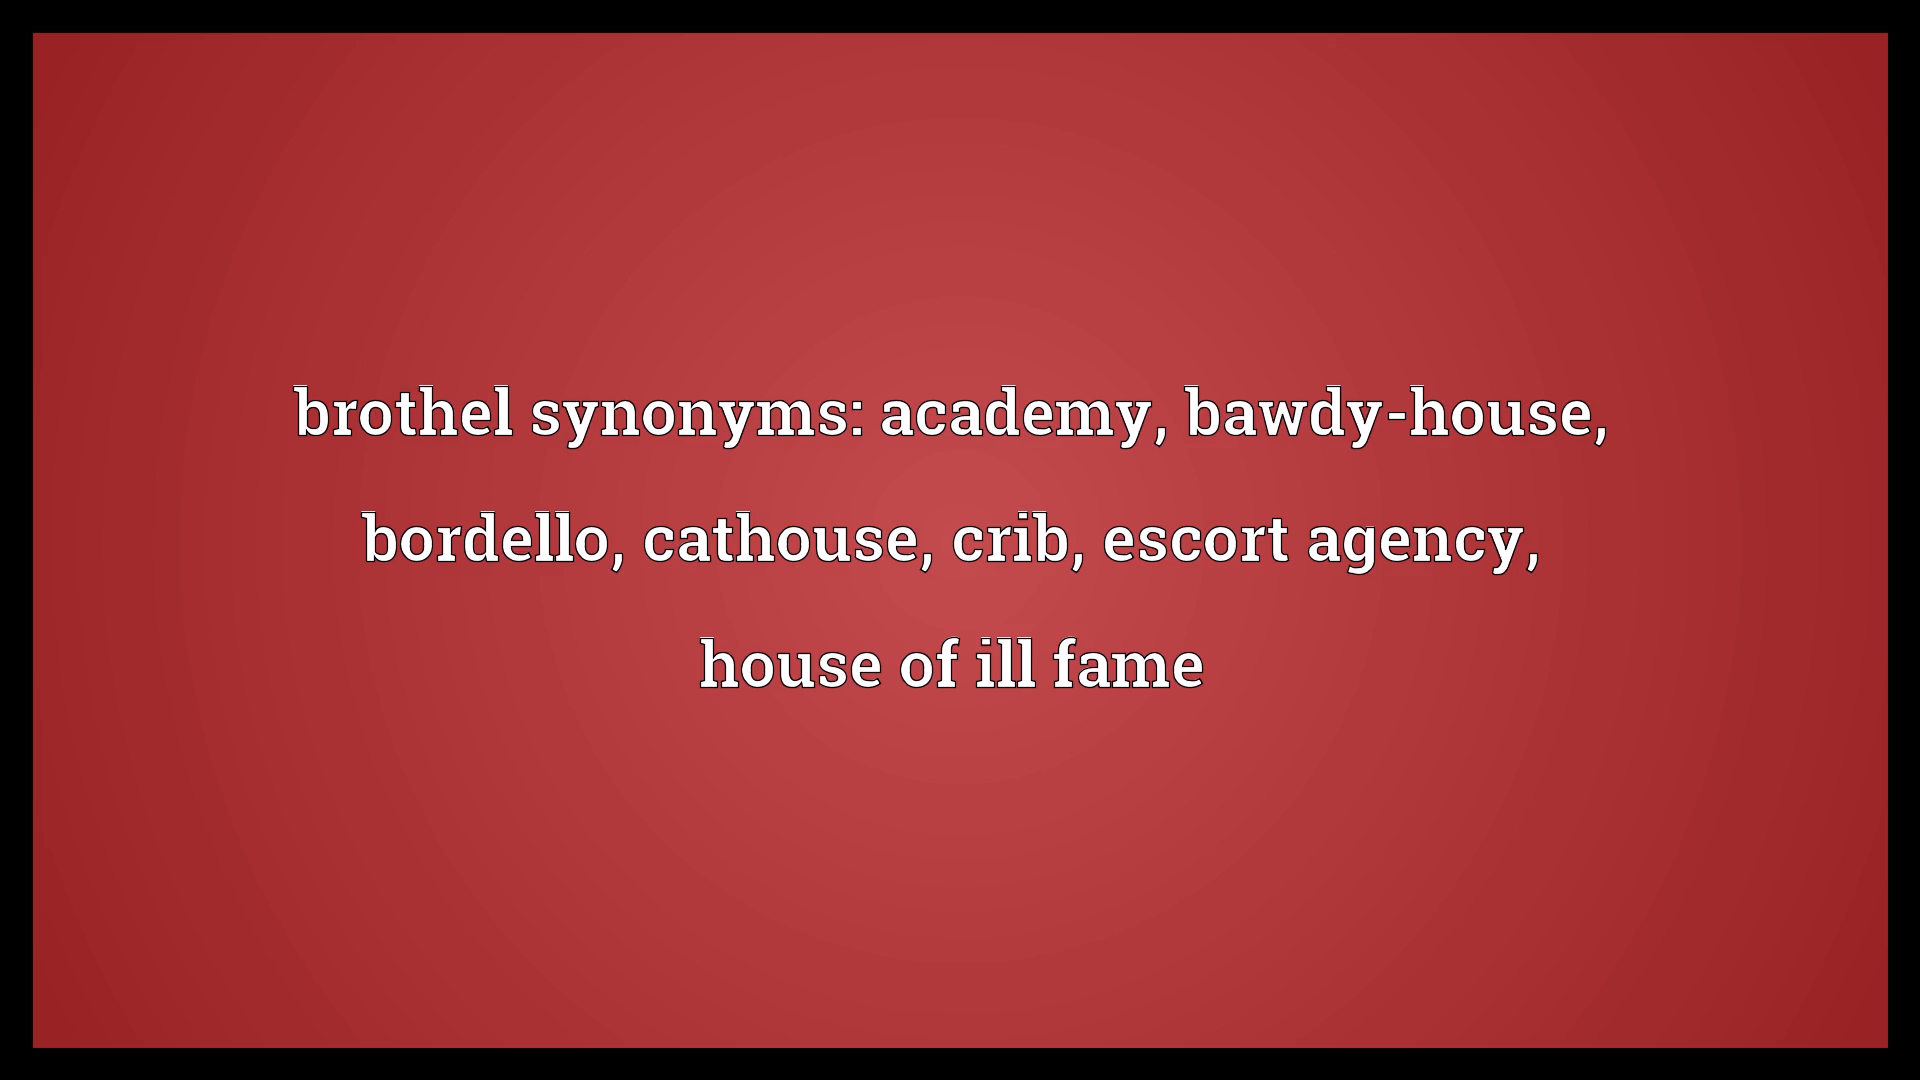 brothel synonyms: academy, bawdy-house,
bordello, cathouse, crib, escort agency,
house of ill fame